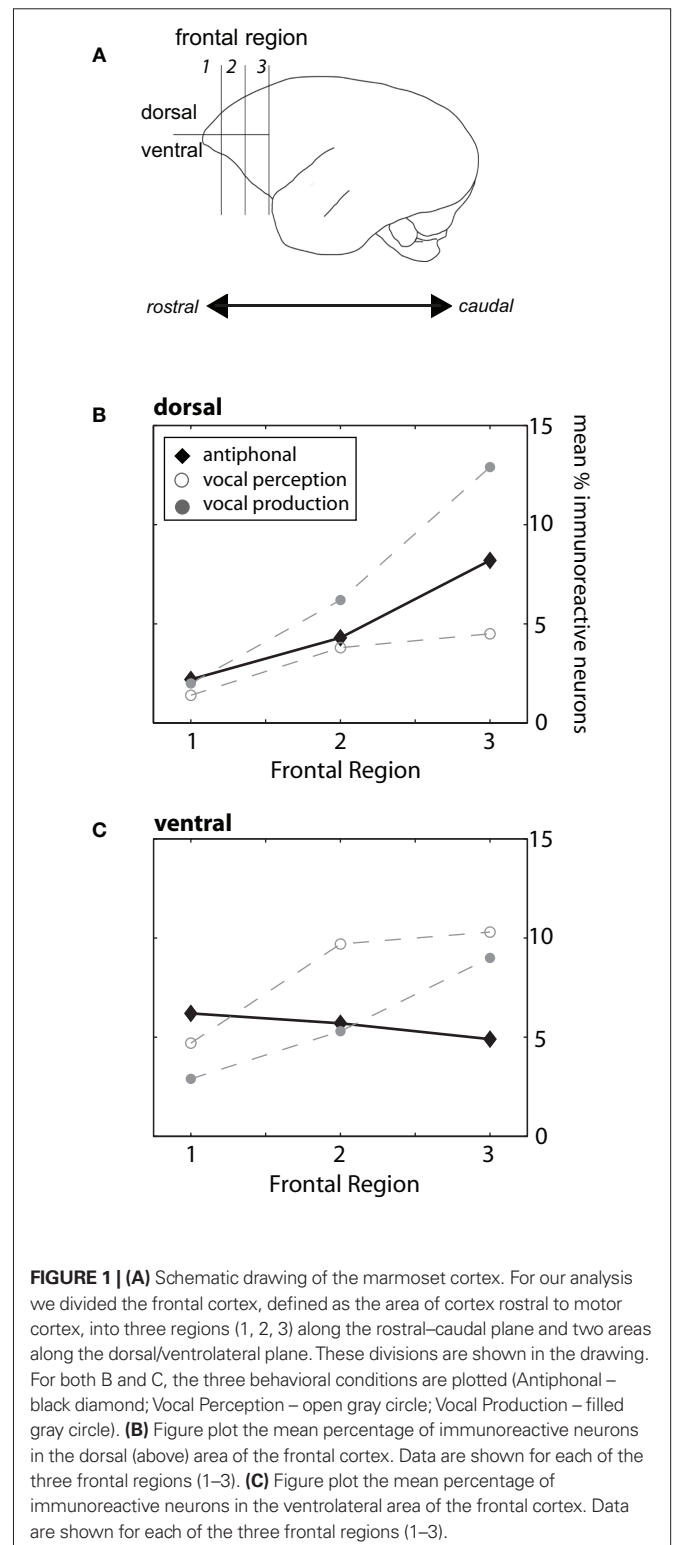 A
frontal region
1 2 3
dorsal
ventral
rostral
caudal
B
dorsal
antiphonal
vocal perception
vocal production
15
10
5
0
mean % immunoreactive neurons
1 2 3
Frontal Region
C
ventral
15
10
5
0
1 2 3
Frontal Region
FIGURE 1 | (A) Schematic drawing of the marmoset cortex. For our analysis
we divided the frontal cortex, defined as the area of cortex rostral to motor
cortex, into three regions (1, 2, 3) along the rostral–caudal plane and two areas
along the dorsal/ventrolateral plane. These divisions are shown in the drawing.
For both B and C, the three behavioral conditions are plotted (Antiphonal –
black diamond; Vocal Perception – open gray circle; Vocal Production – filled
gray circle). (B) Figure plot the mean percentage of immunoreactive neurons
in the dorsal (above) area of the frontal cortex. Data are shown for each of the
three frontal regions (1–3). (C) Figure plot the mean percentage of
immunoreactive neurons in the ventrolateral area of the frontal cortex. Data
are shown for each of the three frontal regions (1–3).